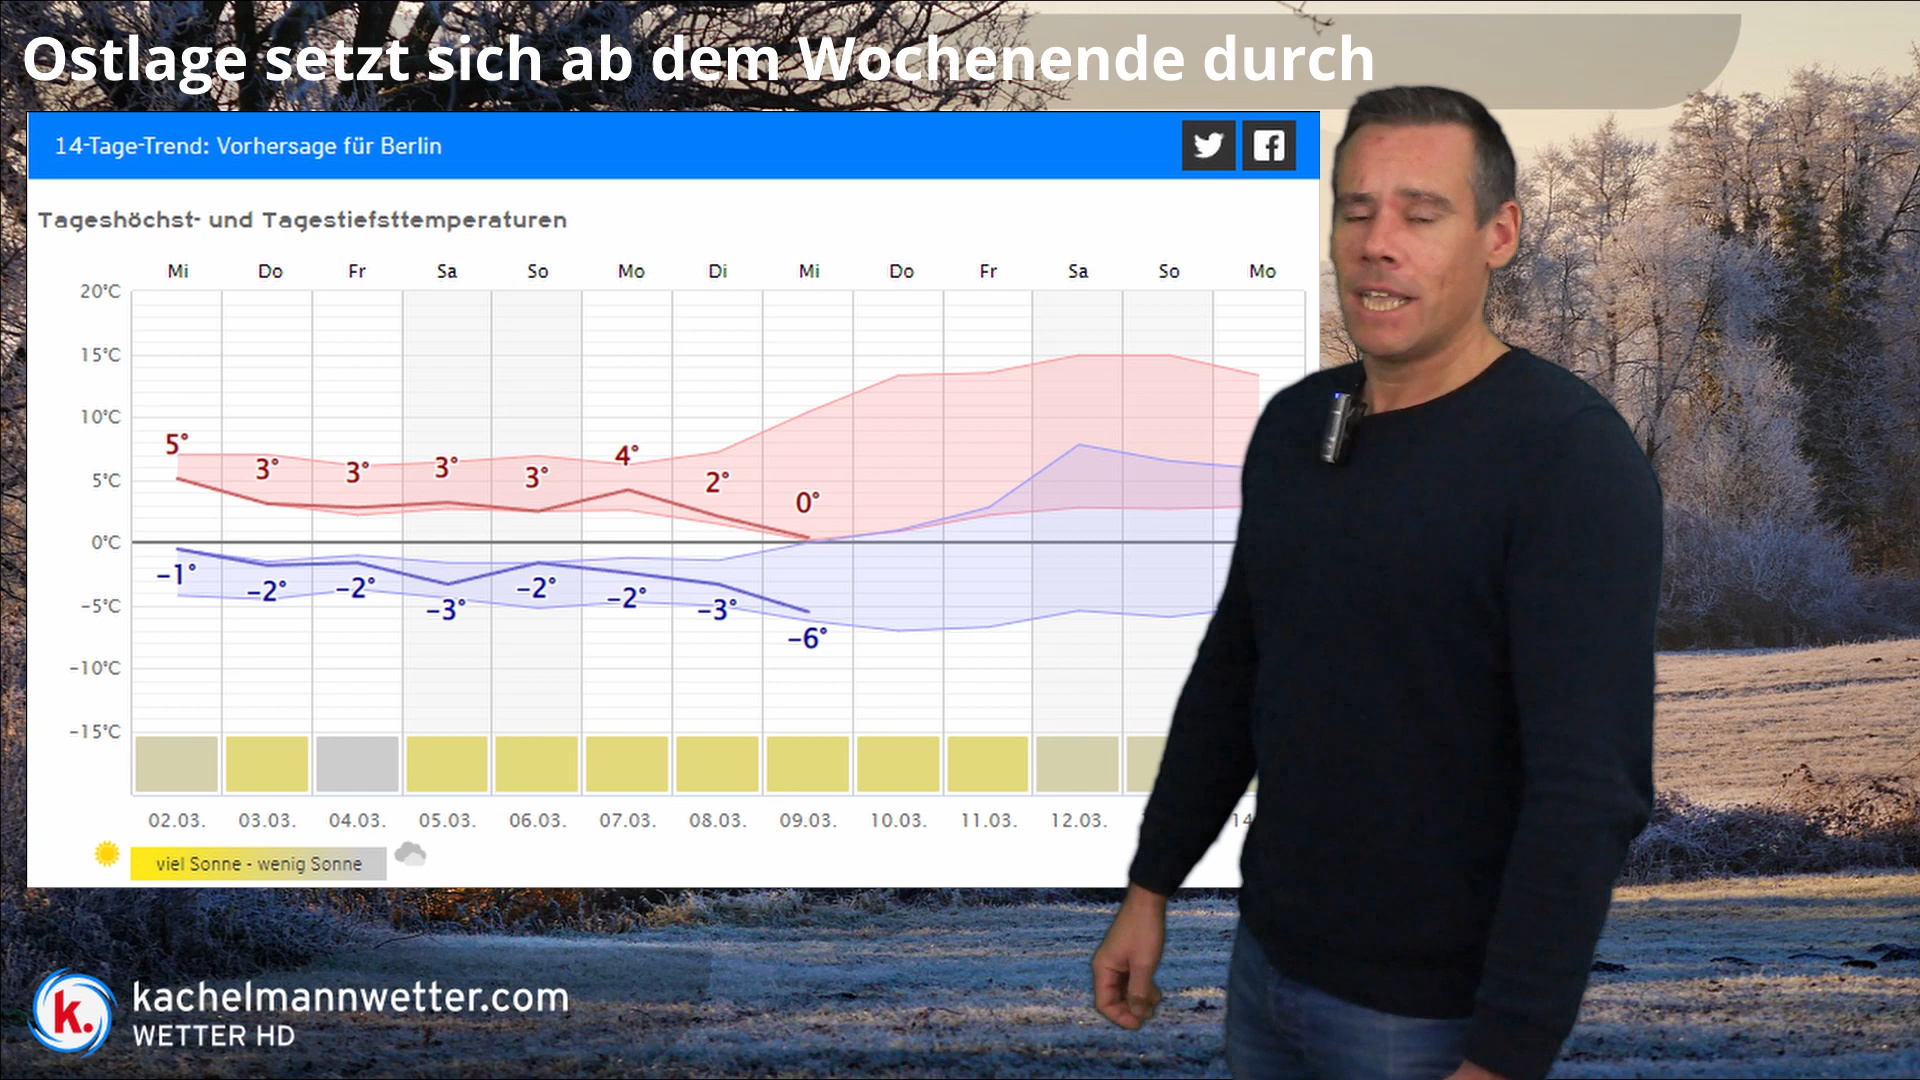 Ostlage setzt sich ab dem Wochenende durch
14-Tage-Trend: Vorhersage für Berlin
Tageshöchst- und Tagestiefsttemperaturen
Mi Do Fr Sa So Mo Di Mi Do Fr Sa So Mo
20°C
15°C
10°C
5°C
0°C
-5°C
-10°C
-15°C
5° 3° 3° 3° 3° 4° 2° 0°
-1° -2° -2° -3° -2° -2° -3° -6°
02.03. 03.03. 04.03. 05.03. 06.03. 07.03. 08.03. 09.03. 10.03. 11.03. 12.03. 14
viel Sonne - wenig Sonne
k.
kachelmannwetter.com
WETTER HD